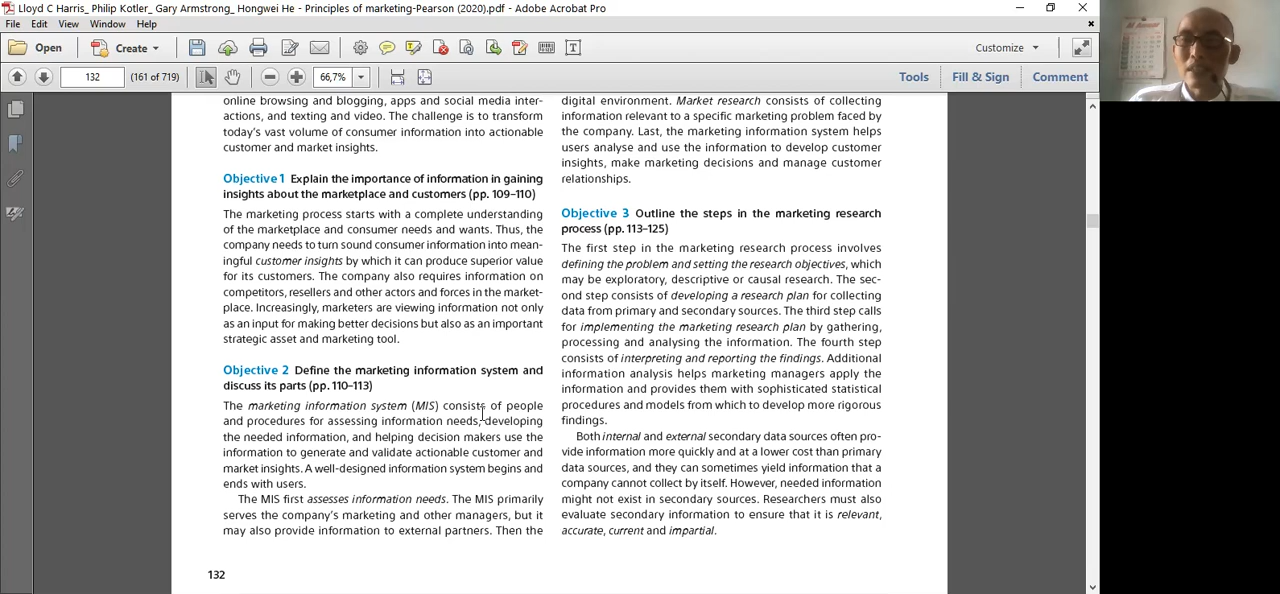 Lloyd C Harris_ Philip Kotler_ Gary Armstrong_ Hongwei He - Principles of marketing-Pearson (2020).pdf - Adobe Acrobat Pro
File Edit View Window Help
Open Create Customize
132 (161 of 719) 66,7% Tools Fill & Sign Comment
online browsing and blogging, apps and social media inter-
actions, and texting and video. The challenge is to transform
today's vast volume of consumer information into actionable
customer and market insights.
Objective 1 Explain the importance of information in gaining
insights about the marketplace and customers (pp. 109–110)
The marketing process starts with a complete understanding
of the marketplace and consumer needs and wants. Thus, the
company needs to turn sound consumer information into mean-
ingful customer insights by which it can produce superior value
for its customers. The company also requires information on
competitors, resellers and other actors and forces in the market-
place. Increasingly, marketers are viewing information not only
as an input for making better decisions but also as an important
strategic asset and marketing tool.
Objective 2 Define the marketing information system and
discuss its parts (pp. 110–113)
The marketing information system (MIS) consists of people
and procedures for assessing information needs, developing
the needed information, and helping decision makers use the
information to generate and validate actionable customer and
market insights. A well-designed information system begins and
ends with users.
The MIS first assesses information needs. The MIS primarily
serves the company's marketing and other managers, but it
may also provide information to external partners. Then the
digital environment. Market research consists of collecting
information relevant to a specific marketing problem faced by
the company. Last, the marketing information system helps
users analyse and use the information to develop customer
insights, make marketing decisions and manage customer
relationships.
Objective 3 Outline the steps in the marketing research
process (pp. 113–125)
The first step in the marketing research process involves
defining the problem and setting the research objectives, which
may be exploratory, descriptive or causal research. The sec-
ond step consists of developing a research plan for collecting
data from primary and secondary sources. The third step calls
for implementing the marketing research plan by gathering,
processing and analysing the information. The fourth step
consists of interpreting and reporting the findings. Additional
information analysis helps marketing managers apply the
information and provides them with sophisticated statistical
procedures and models from which to develop more rigorous
findings.
Both internal and external secondary data sources often pro-
vide information more quickly and at a lower cost than primary
data sources, and they can sometimes yield information that a
company cannot collect by itself. However, needed information
might not exist in secondary sources. Researchers must also
evaluate secondary information to ensure that it is relevant,
accurate, current and impartial.
132